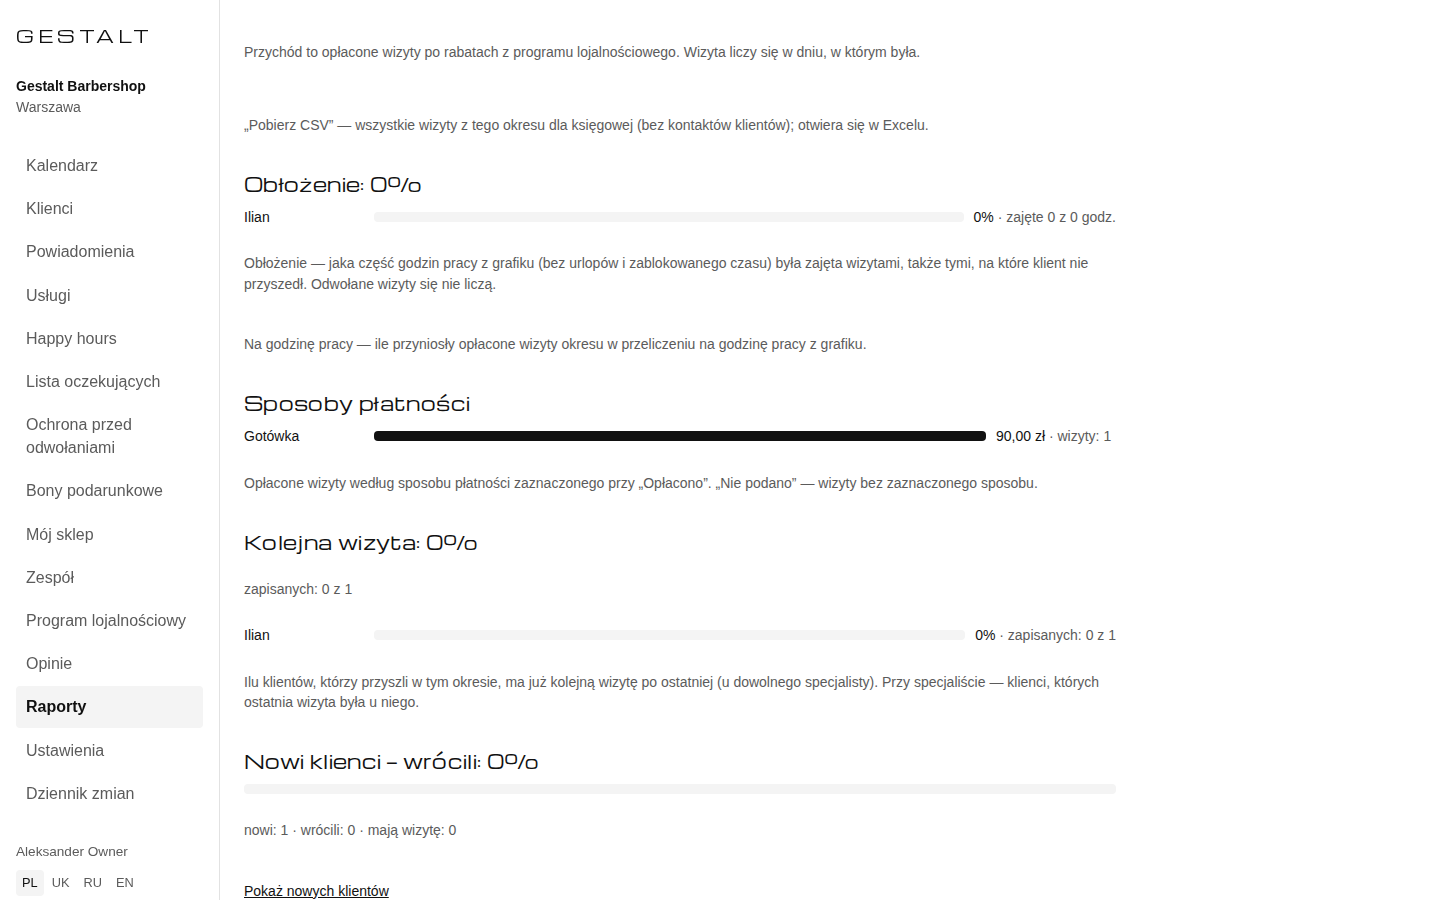 GESTALT
Gestalt Barbershop
Warszawa
Kalendarz
Klienci
Powiadomienia
Usługi
Happy hours
Lista oczekujących
Ochrona przed
odwołaniami
Bony podarunkowe
Mój sklep
Zespół
Program lojalnościowy
Opinie
Raporty
Ustawienia
Dziennik zmian
Aleksander Owner
PL UK RU EN
Przychód to opłacone wizyty po rabatach z programu lojalnościowego. Wizyta liczy się w dniu, w którym była.
„Pobierz CSV” — wszystkie wizyty z tego okresu dla księgowej (bez kontaktów klientów); otwiera się w Excelu.
Obłożenie: 0%
Ilian 0% · zajęte 0 z 0 godz.
Obłożenie — jaka część godzin pracy z grafiku (bez urlopów i zablokowanego czasu) była zajęta wizytami, także tymi, na które klient nie
przyszedł. Odwołane wizyty się nie liczą.
Na godzinę pracy — ile przyniosły opłacone wizyty okresu w przeliczeniu na godzinę pracy z grafiku.
Sposoby płatności
Gotówka 90,00 zł · wizyty: 1
Opłacone wizyty według sposobu płatności zaznaczonego przy „Opłacono”. „Nie podano” — wizyty bez zaznaczonego sposobu.
Kolejna wizyta: 0%
zapisanych: 0 z 1
Ilian 0% · zapisanych: 0 z 1
Ilu klientów, którzy przyszli w tym okresie, ma już kolejną wizytę po ostatniej (u dowolnego specjalisty). Przy specjaliście — klienci, których
ostatnia wizyta była u niego.
Nowi klienci – wrócili: 0%
nowi: 1 · wrócili: 0 · mają wizytę: 0
Pokaż nowych klientów